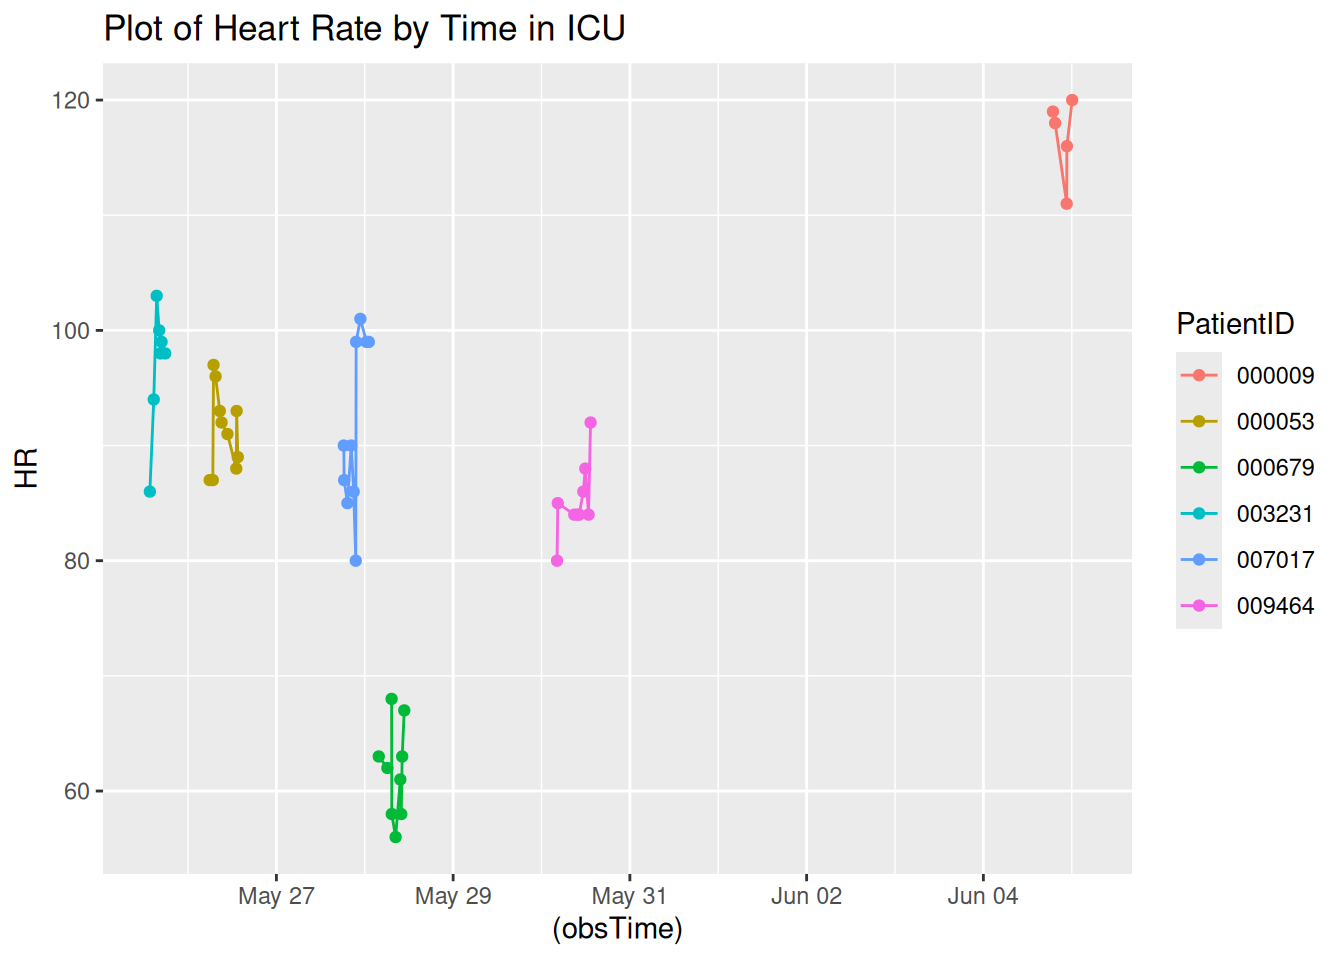 Plot of Heart Rate by Time in ICU
120
100
80
60
HR
May 27
May 29
May 31
Jun 02
Jun 04
(obsTime)
PatientID
000009
000053
000679
003231
007017
009464